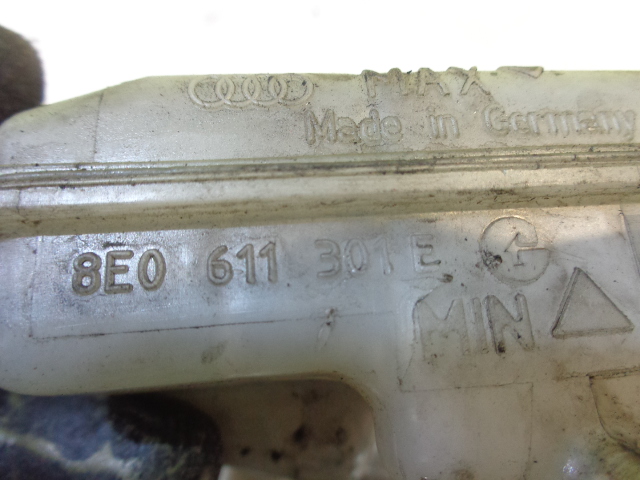 MAX
Made in Germany
8E0 611 301 E
MIN